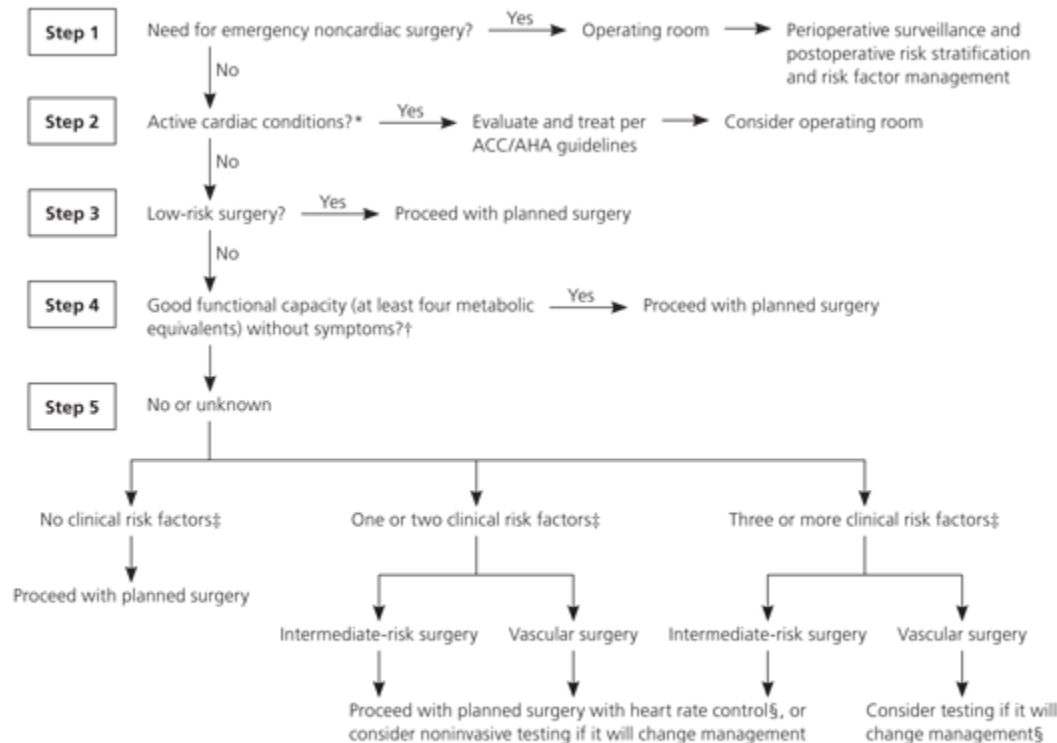 Step 1
Need for emergency noncardiac surgery?
Yes
Operating room
Perioperative surveillance and
postoperative risk stratification
and risk factor management
No
Step 2
Active cardiac conditions?*
Yes
Evaluate and treat per
ACC/AHA guidelines
Consider operating room
No
Step 3
Low-risk surgery?
Yes
Proceed with planned surgery
No
Step 4
Good functional capacity (at least four metabolic
equivalents) without symptoms?†
Yes
Proceed with planned surgery
Step 5
No or unknown
No clinical risk factors‡
One or two clinical risk factors‡
Three or more clinical risk factors‡
Proceed with planned surgery
Intermediate-risk surgery
Vascular surgery
Intermediate-risk surgery
Vascular surgery
Proceed with planned surgery with heart rate control§, or
consider noninvasive testing if it will change management
Consider testing if it will
change management§